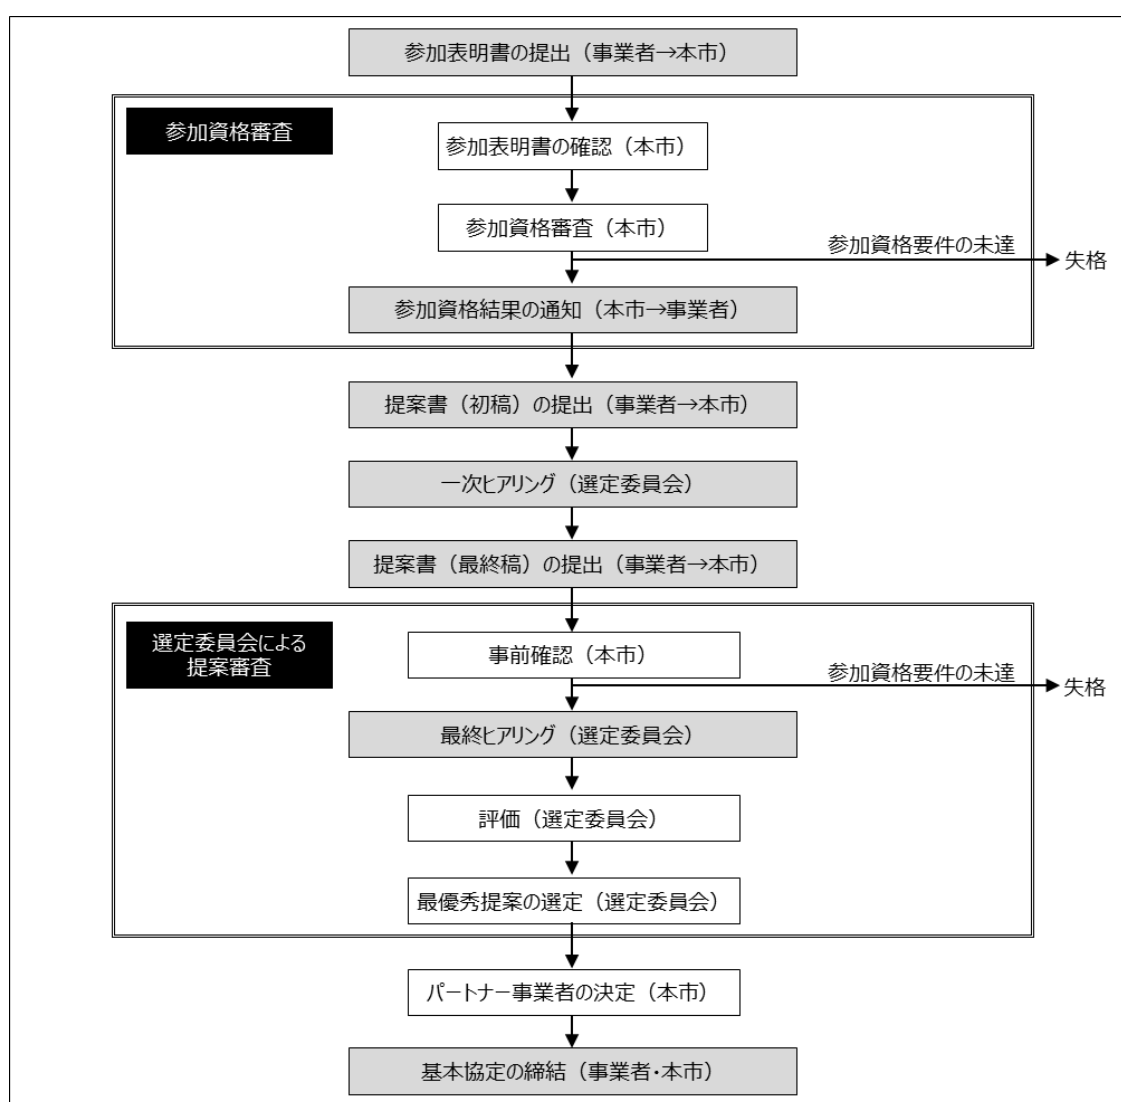 参加表明書の提出（事業者→本市）
参加資格審査
参加表明書の確認（本市）
参加資格審査（本市）
参加資格要件の未達
失格
参加資格結果の通知（本市→事業者）
提案書（初稿）の提出（事業者→本市）
一次ヒアリング（選定委員会）
提案書（最終稿）の提出（事業者→本市）
選定委員会による
提案審査
事前確認（本市）
参加資格要件の未達
失格
最終ヒアリング（選定委員会）
評価（選定委員会）
最優秀提案の選定（選定委員会）
パートナー事業者の決定（本市）
基本協定の締結（事業者・本市）